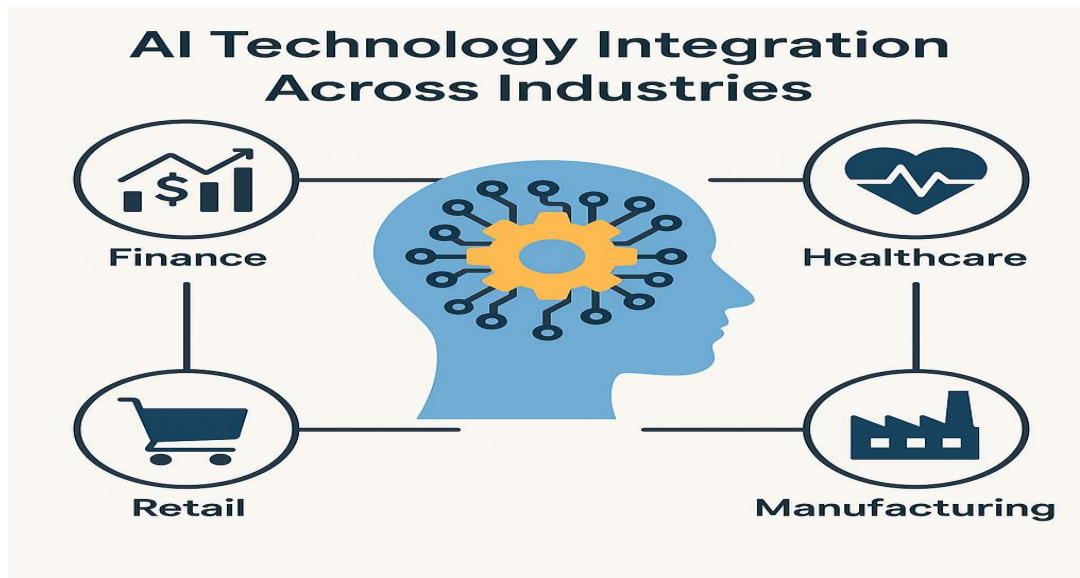 AI Technology Integration
Across Industries
$
Finance
Healthcare
Retail
Manufacturing